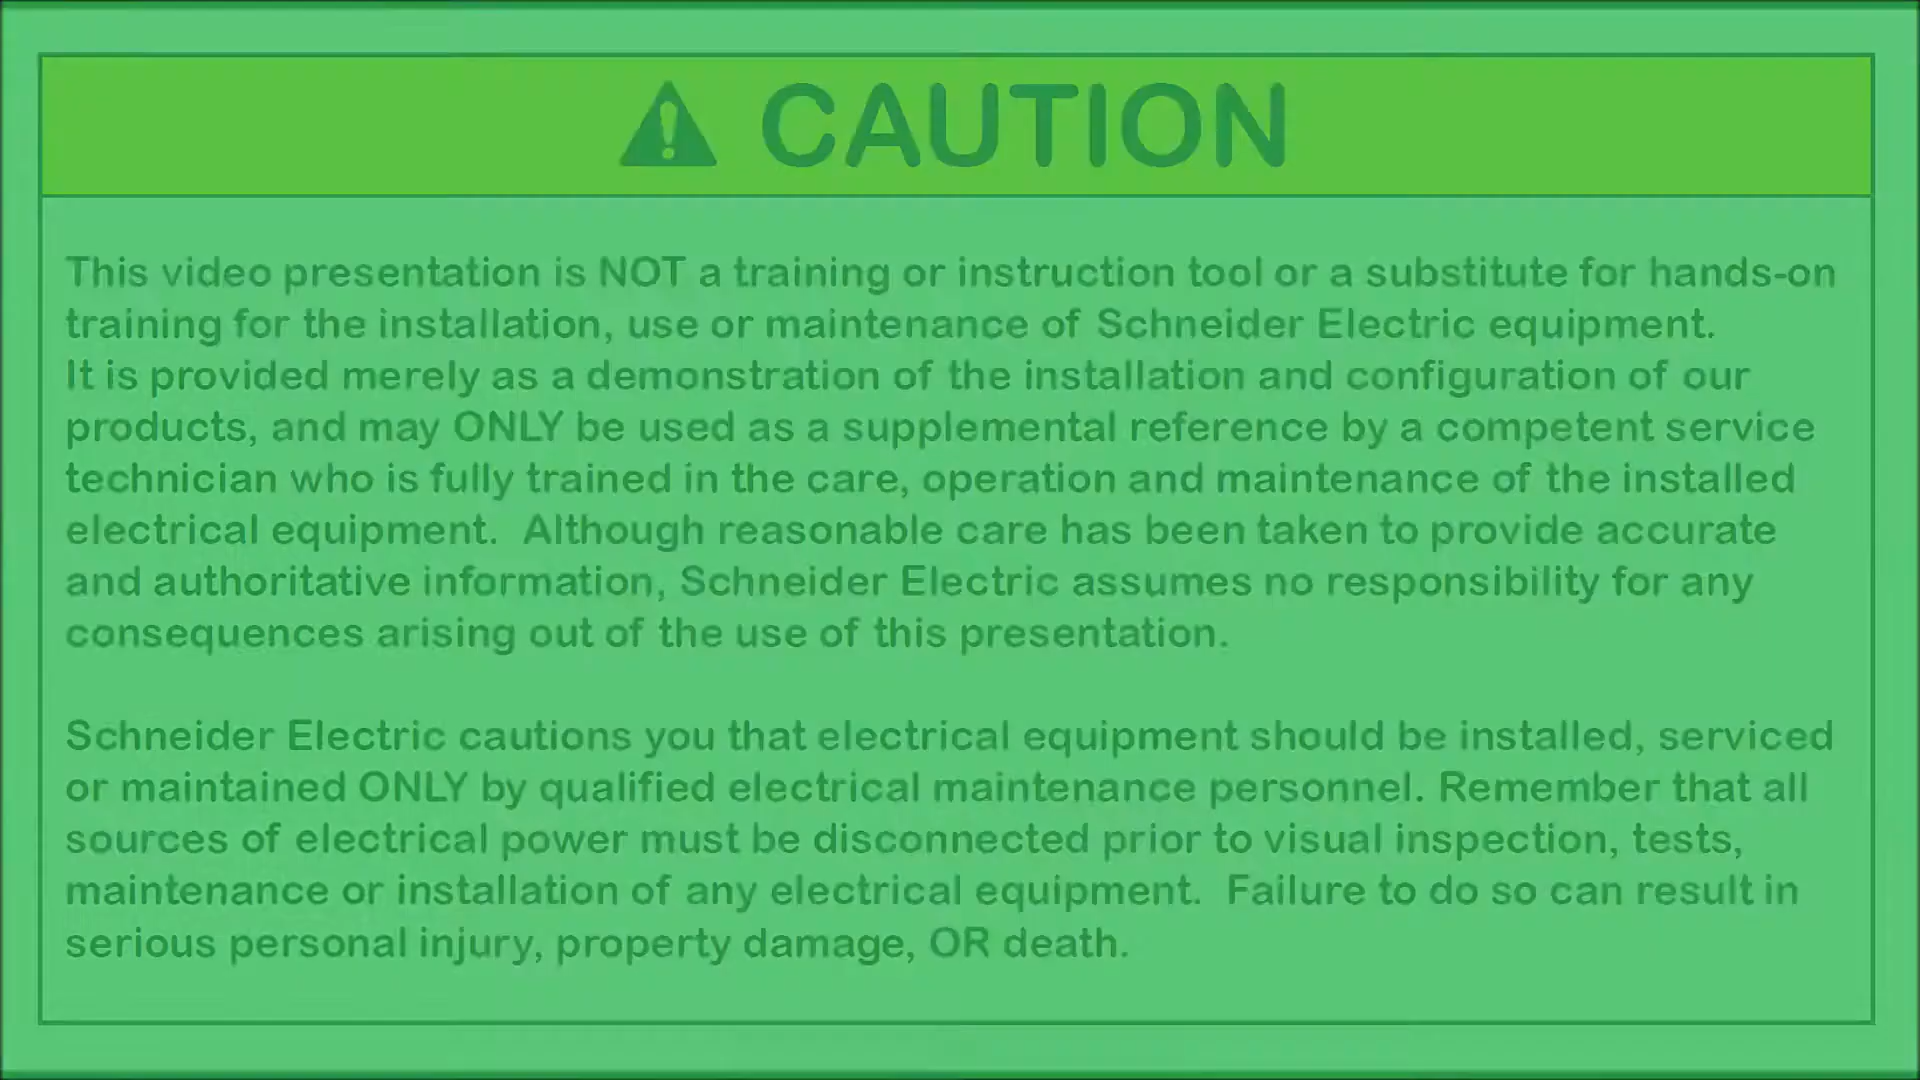 CAUTION
This video presentation is NOT a training or instruction tool or a substitute for hands-on
training for the installation, use or maintenance of Schneider Electric equipment.
It is provided merely as a demonstration of the installation and configuration of our
products, and may ONLY be used as a supplemental reference by a competent service
technician who is fully trained in the care, operation and maintenance of the installed
electrical equipment.  Although reasonable care has been taken to provide accurate
and authoritative information, Schneider Electric assumes no responsibility for any
consequences arising out of the use of this presentation.
Schneider Electric cautions you that electrical equipment should be installed, serviced
or maintained ONLY by qualified electrical maintenance personnel. Remember that all
sources of electrical power must be disconnected prior to visual inspection, tests,
maintenance or installation of any electrical equipment.  Failure to do so can result in
serious personal injury, property damage, OR death.